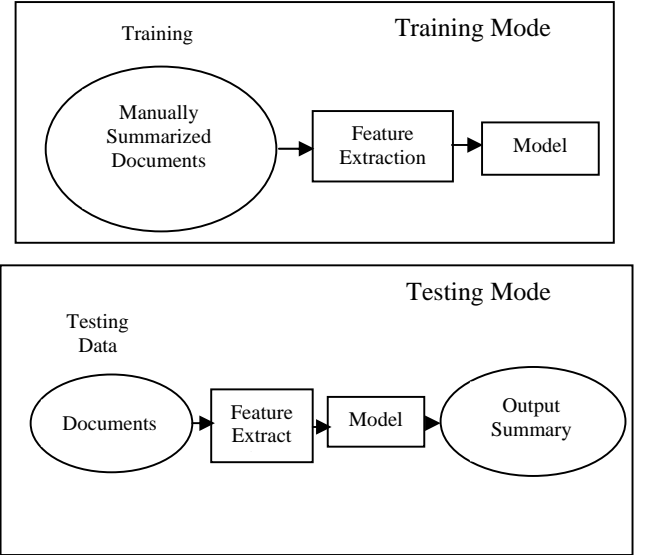 Training
Training Mode
Manually
Summarized
Documents
Feature
Extraction
Model
Testing Mode
Testing
Data
Documents
Feature
Extract
Model
Output
Summary